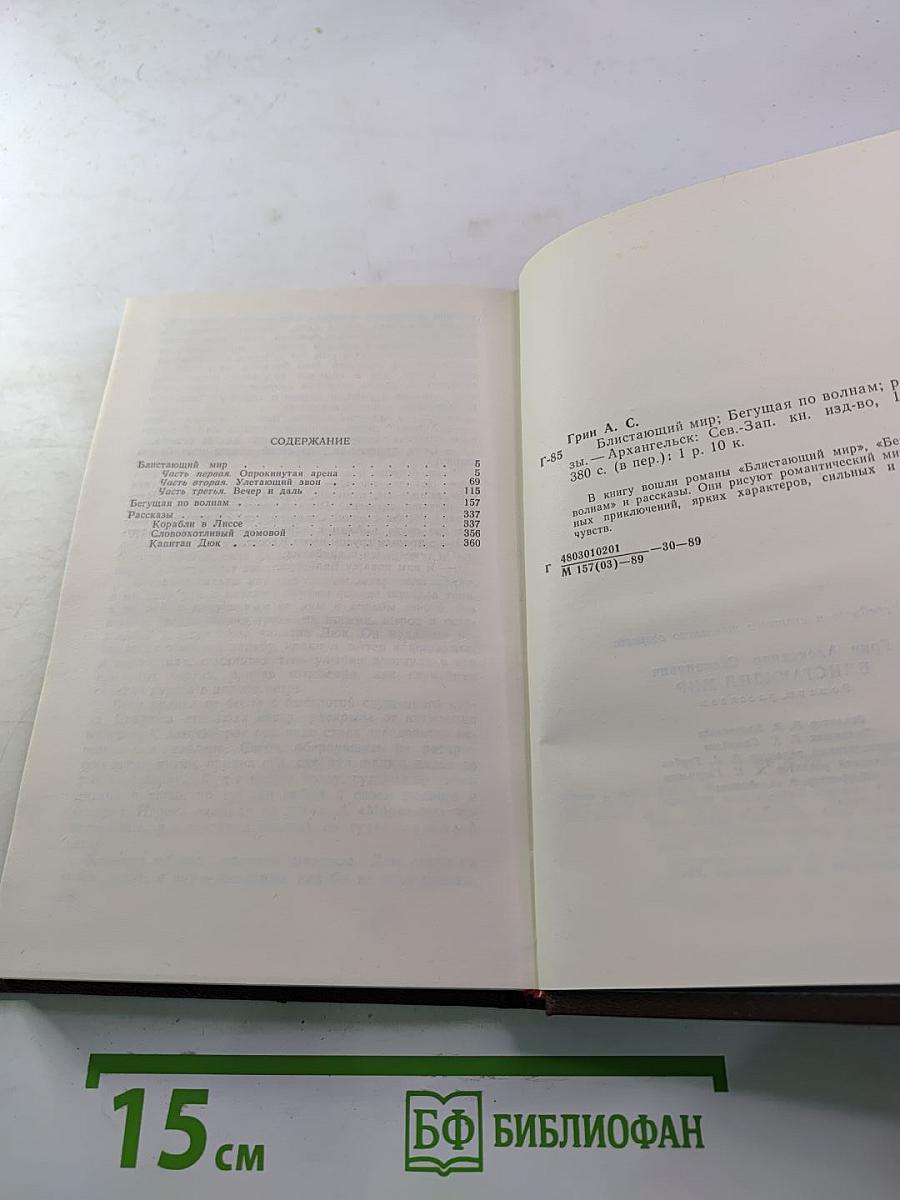 СОДЕРЖАНИЕ
Блистающий мир . . . . . . . . . . . . 5
Часть первая. Опрокинутая арена . . . . . . 5
Часть вторая. Улетающий звон . . . . . . . 69
Часть третья. Вечер и даль . . . . . . . . 115
Бегущая по волнам . . . . . . . . . . . 157
Рассказы . . . . . . . . . . . . . . 337
Корабли в Лиссе . . . . . . . . . . . 337
Словоохотливый домовой . . . . . . . . 356
Капитан Дюк . . . . . . . . . . . . 360
Грин А. С.
Г-85 Блистающий мир; Бегущая по волнам; р
зы. — Архангельск: Сев.-Зап. кн. изд-во, 1
380 с. (в пер.): 1 р. 10 к.
В книгу вошли романы «Блистающий мир», «Бе
волнам» и рассказы. Они рисуют романтический ми
ных приключений, ярких характеров, сильных и
чувств.
Г 4803010201 —30—89
М 157(03)—89
15 см
БФ БИБЛИОФАН